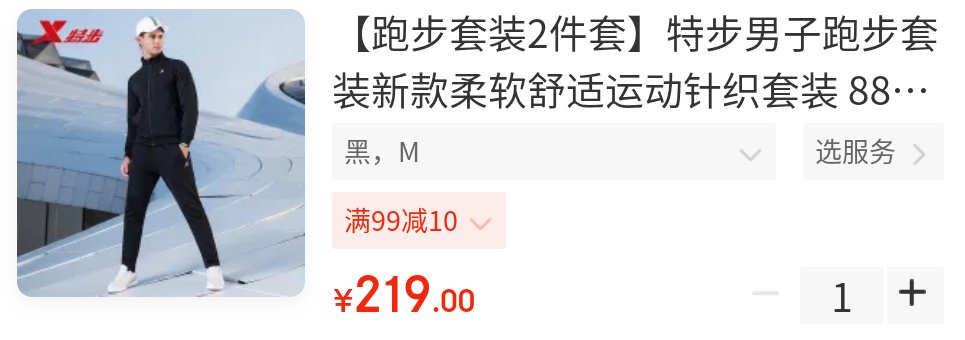 特步
【跑步套装2件套】特步男子跑步套
装新款柔软舒适运动针织套装 88…
黑，M
选服务
满99减10
¥219.00
1